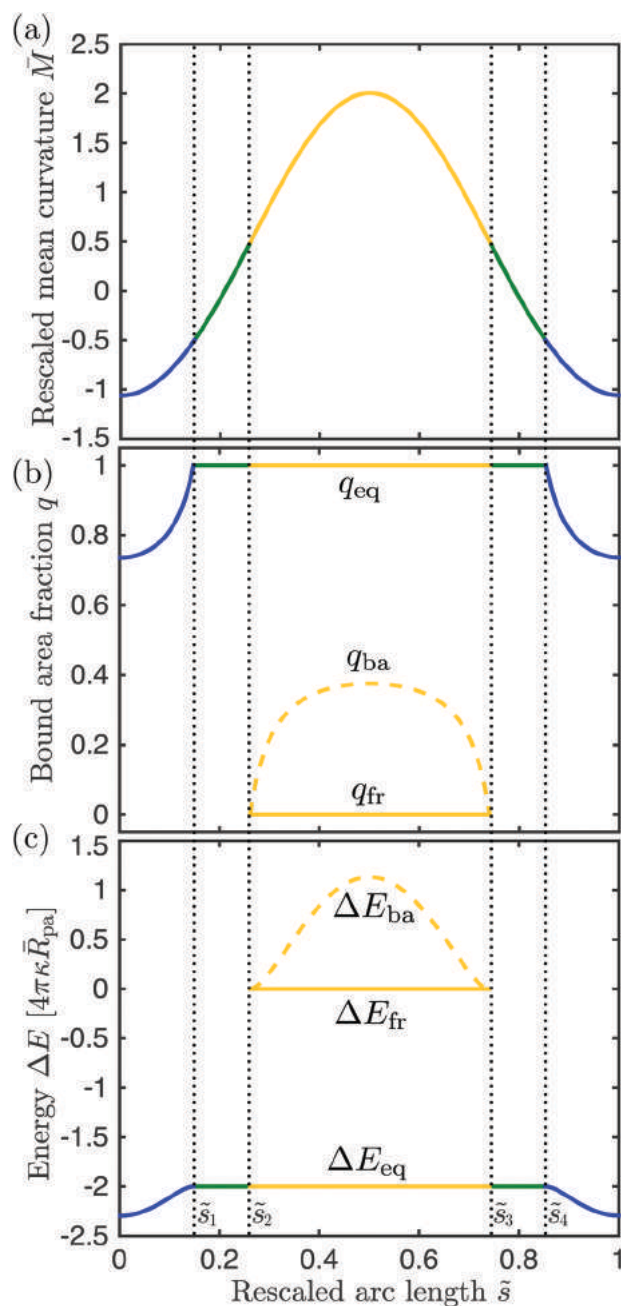 (a)
Rescaled mean curvature M̄
2.5
2
1.5
1
0.5
0
-0.5
-1
-1.5
(b)
Bound area fraction q
1
0.8
0.6
0.4
0.2
0
q_eq
q_ba
q_fr
(c)
Energy ΔE [4πκR̄_pa]
1.5
1
0.5
0
-0.5
-1
-1.5
-2
-2.5
ΔE_ba
ΔE_fr
ΔE_eq
s̃_1 s̃_2 s̃_3 s̃_4
0 0.2 0.4 0.6 0.8 1
Rescaled arc length s̃